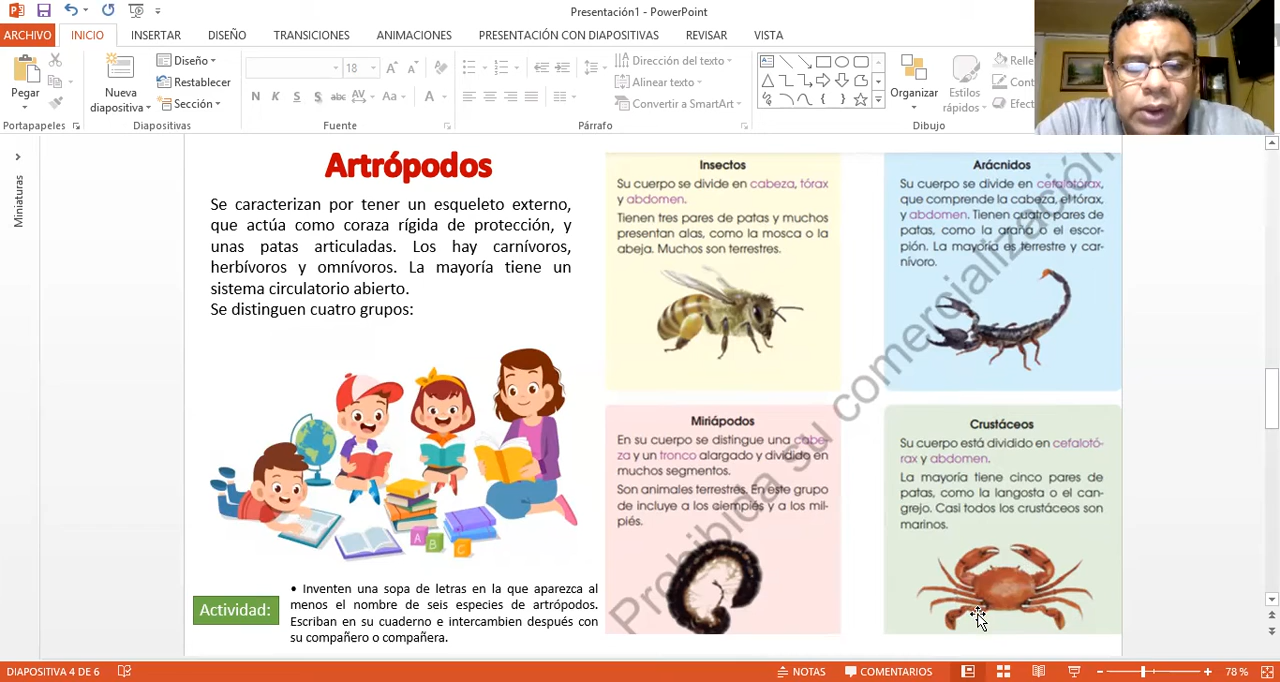 Presentación1 - PowerPoint
ARCHIVO INICIO INSERTAR DISEÑO TRANSICIONES ANIMACIONES PRESENTACIÓN CON DIAPOSITIVAS REVISAR VISTA
Pegar
Nueva
diapositiva
Diseño
Restablecer
Sección
18
N K S S abc AV Aa A
Dirección del texto
Alinear texto
Convertir a SmartArt
Organizar
Estilos
rápidos
Portapapeles Diapositivas Fuente Párrafo Dibujo
Miniaturas
Artrópodos
Se caracterizan por tener un esqueleto externo,
que actúa como coraza rígida de protección, y
unas patas articuladas. Los hay carnívoros,
herbívoros y omnívoros. La mayoría tiene un
sistema circulatorio abierto.
Se distinguen cuatro grupos:
A B C
Actividad:
• Inventen una sopa de letras en la que aparezca al
menos el nombre de seis especies de artrópodos.
Escriban en su cuaderno e intercambien después con
su compañero o compañera.
Insectos
Su cuerpo se divide en cabeza, tórax
y abdomen.
Tienen tres pares de patas y muchos
presentan alas, como la mosca o la
abeja. Muchos son terrestres.
Arácnidos
Su cuerpo se divide en cefalotórax,
que comprende la cabeza, el tórax,
y abdomen. Tienen cuatro pares de
patas, como la araña o el escor-
pión. La mayoría es terrestre y car-
nívoro.
Miriápodos
En su cuerpo se distingue una cabe-
za y un tronco alargado y dividido en
muchos segmentos.
Son animales terrestres. En este grupo
de incluye a los ciempiés y a los mil-
piés.
Crustáceos
Su cuerpo está dividido en cefalotó-
rax y abdomen.
La mayoría tiene cinco pares de
patas, como la langosta o el can-
grejo. Casi todos los crustáceos son
marinos.
Prohibida su comercialización
DIAPOSITIVA 4 DE 6 NOTAS COMENTARIOS 78 %